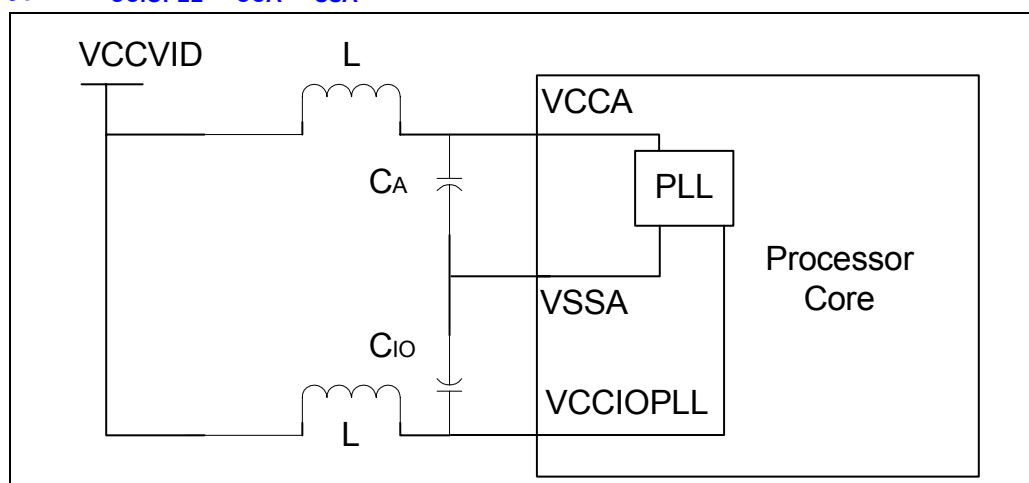 VCCVID
L
VCCA
CA
PLL
Processor
Core
VSSA
CIO
VCCIOPLL
L